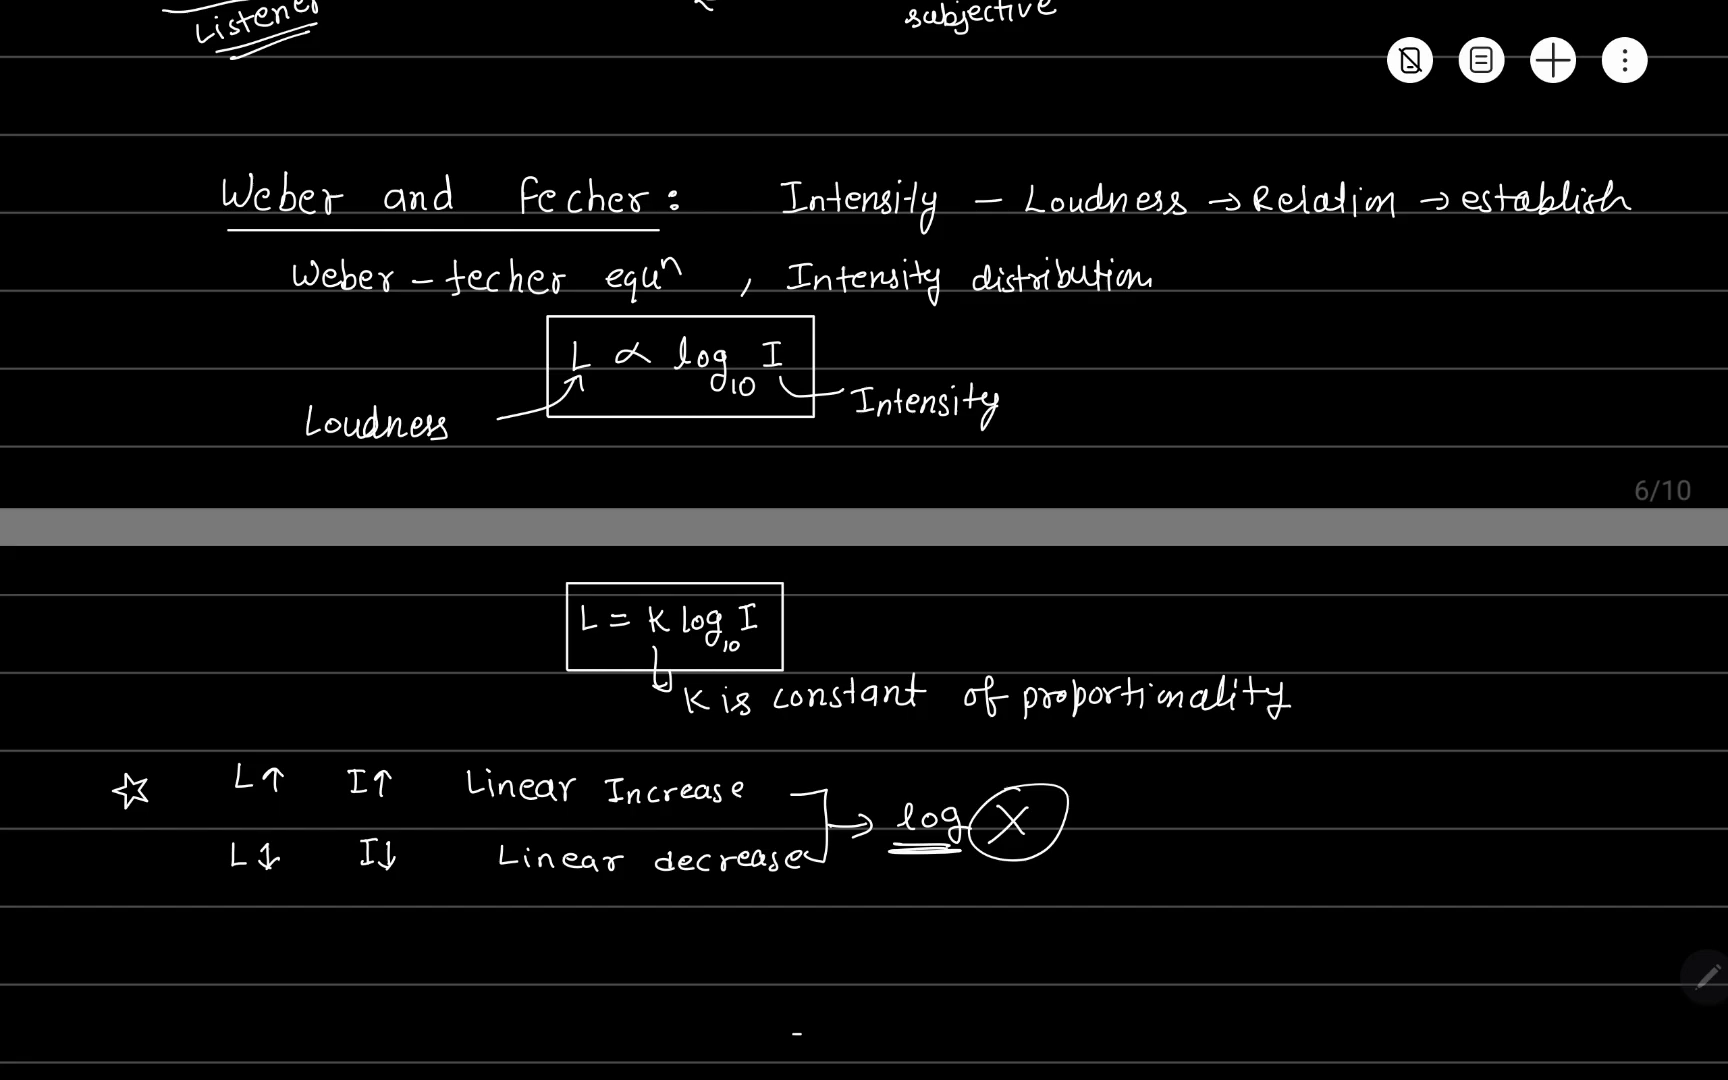 Listener
subjective
Weber and Fecher: Intensity - Loudness → Relation → establish
Weber - fecher equⁿ , Intensity distribution
L ∝ log₁₀ I
Loudness
Intensity
6/10
L = K log₁₀ I
K is constant of proportionality
☆ L↑ I↑ Linear Increase
→ log X
L↓ I↓ Linear decrease
-